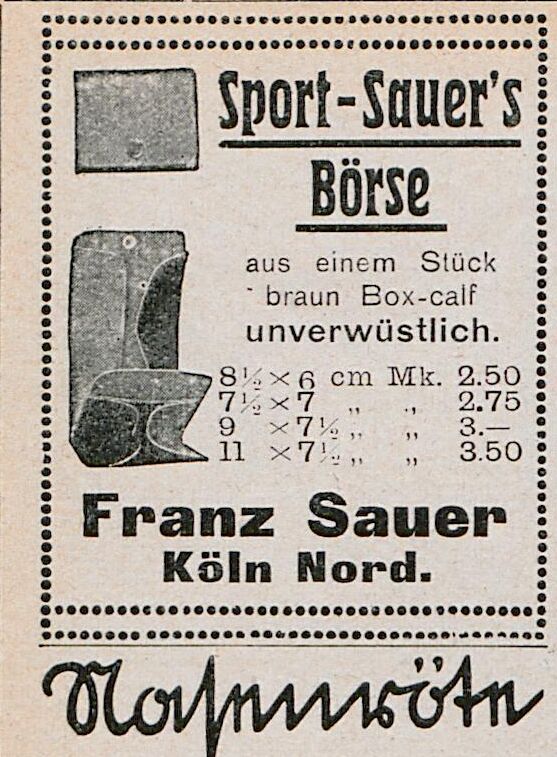 Sport-Sauer's
Börse
aus einem Stück
braun Box-calf
unverwüstlich.
8½ × 6 cm Mk. 2.50
7½ × 7 „ „ 2.75
9 × 7½ „ „ 3.—
11 × 7½ „ „ 3.50
Franz Sauer
Köln Nord.
Nasenröte